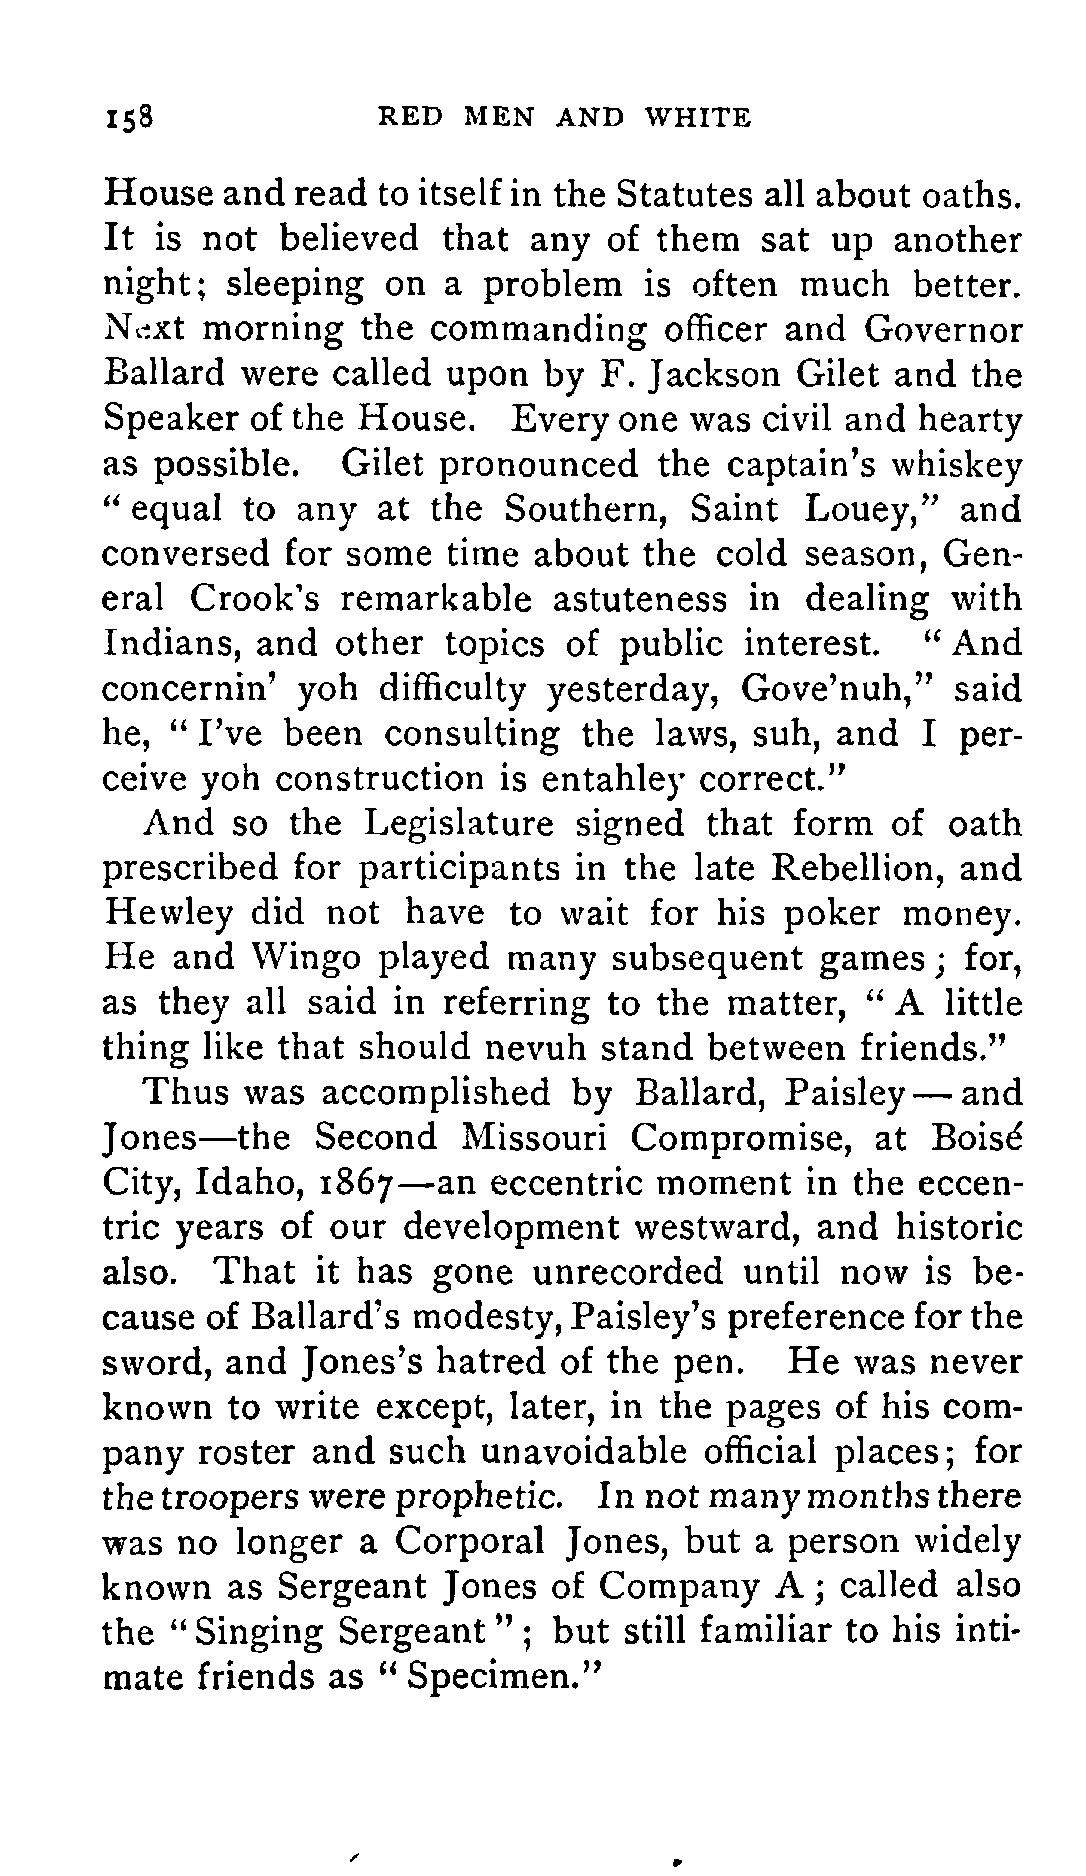 158 RED MEN AND WHITE
House and read to itself in the Statutes all about oaths.
It is not believed that any of them sat up another
night; sleeping on a problem is often much better.
Next morning the commanding officer and Governor
Ballard were called upon by F. Jackson Gilet and the
Speaker of the House. Every one was civil and hearty
as possible. Gilet pronounced the captain's whiskey
"equal to any at the Southern, Saint Louey," and
conversed for some time about the cold season, Gen-
eral Crook's remarkable astuteness in dealing with
Indians, and other topics of public interest. "And
concernin' yoh difficulty yesterday, Gove'nuh," said
he, "I've been consulting the laws, suh, and I per-
ceive yoh construction is entahley correct."
And so the Legislature signed that form of oath
prescribed for participants in the late Rebellion, and
Hewley did not have to wait for his poker money.
He and Wingo played many subsequent games; for,
as they all said in referring to the matter, "A little
thing like that should nevuh stand between friends."
Thus was accomplished by Ballard, Paisley—and
Jones—the Second Missouri Compromise, at Boisé
City, Idaho, 1867—an eccentric moment in the eccen-
tric years of our development westward, and historic
also. That it has gone unrecorded until now is be-
cause of Ballard's modesty, Paisley's preference for the
sword, and Jones's hatred of the pen. He was never
known to write except, later, in the pages of his com-
pany roster and such unavoidable official places; for
the troopers were prophetic. In not many months there
was no longer a Corporal Jones, but a person widely
known as Sergeant Jones of Company A; called also
the "Singing Sergeant"; but still familiar to his inti-
mate friends as "Specimen."